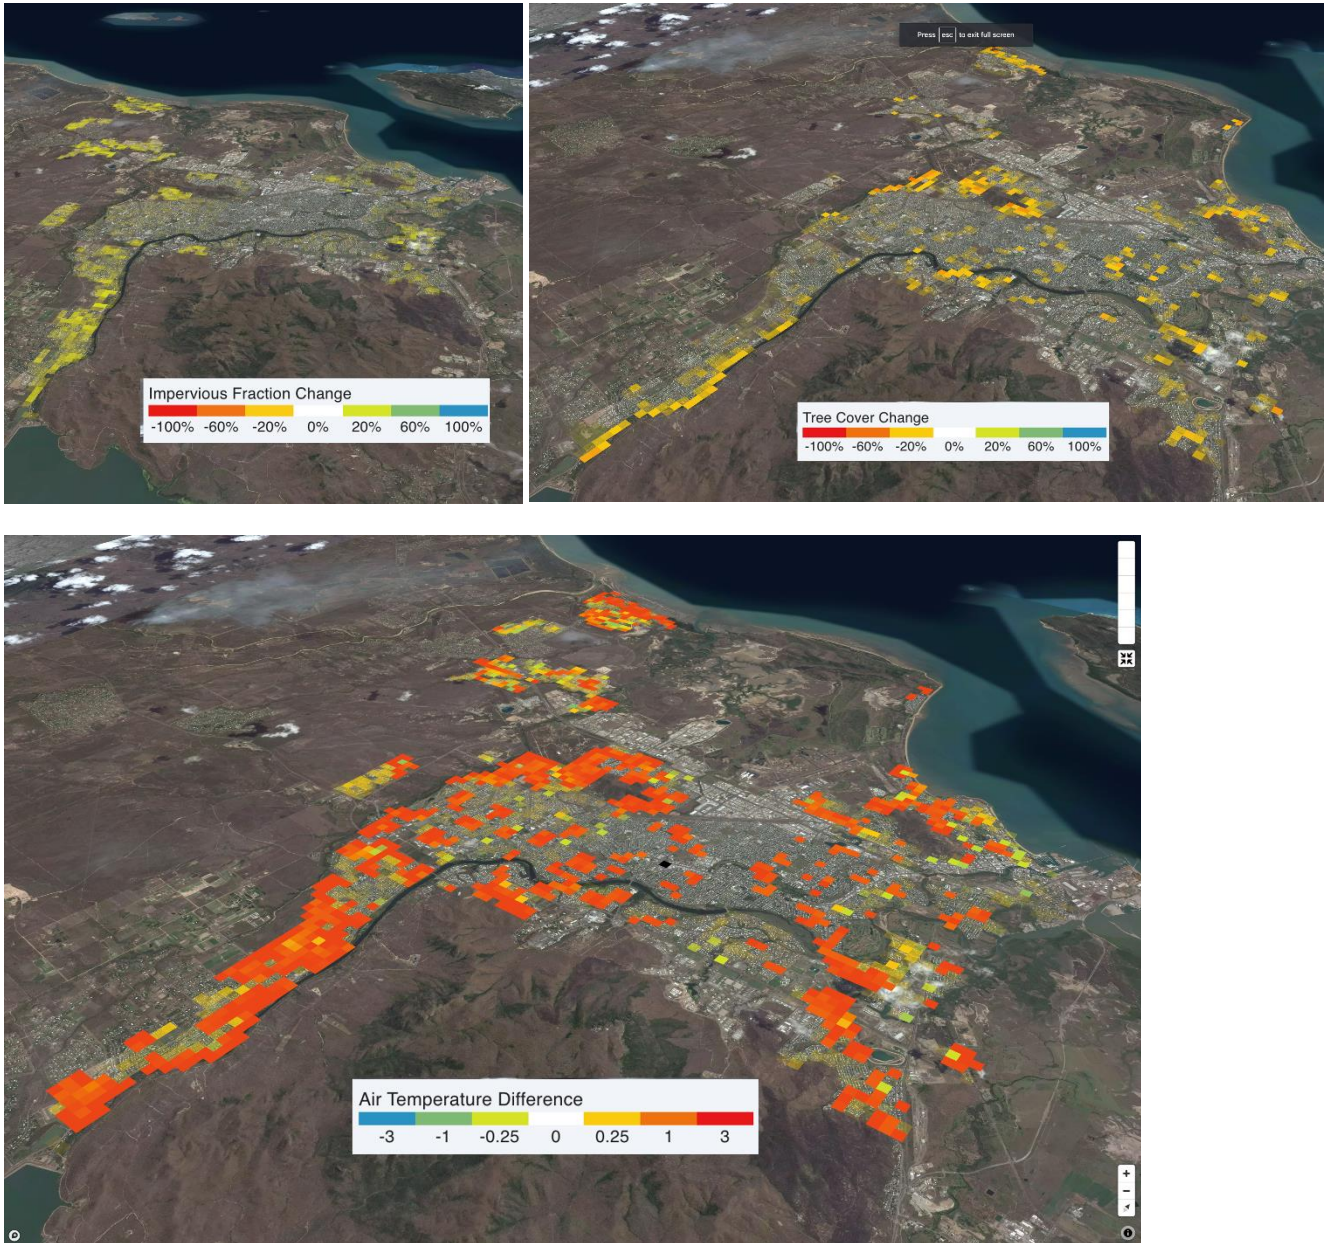 Press esc to exit full screen
Impervious Fraction Change
-100% -60% -20% 0% 20% 60% 100%
Tree Cover Change
-100% -60% -20% 0% 20% 60% 100%
Air Temperature Difference
-3 -1 -0.25 0 0.25 1 3